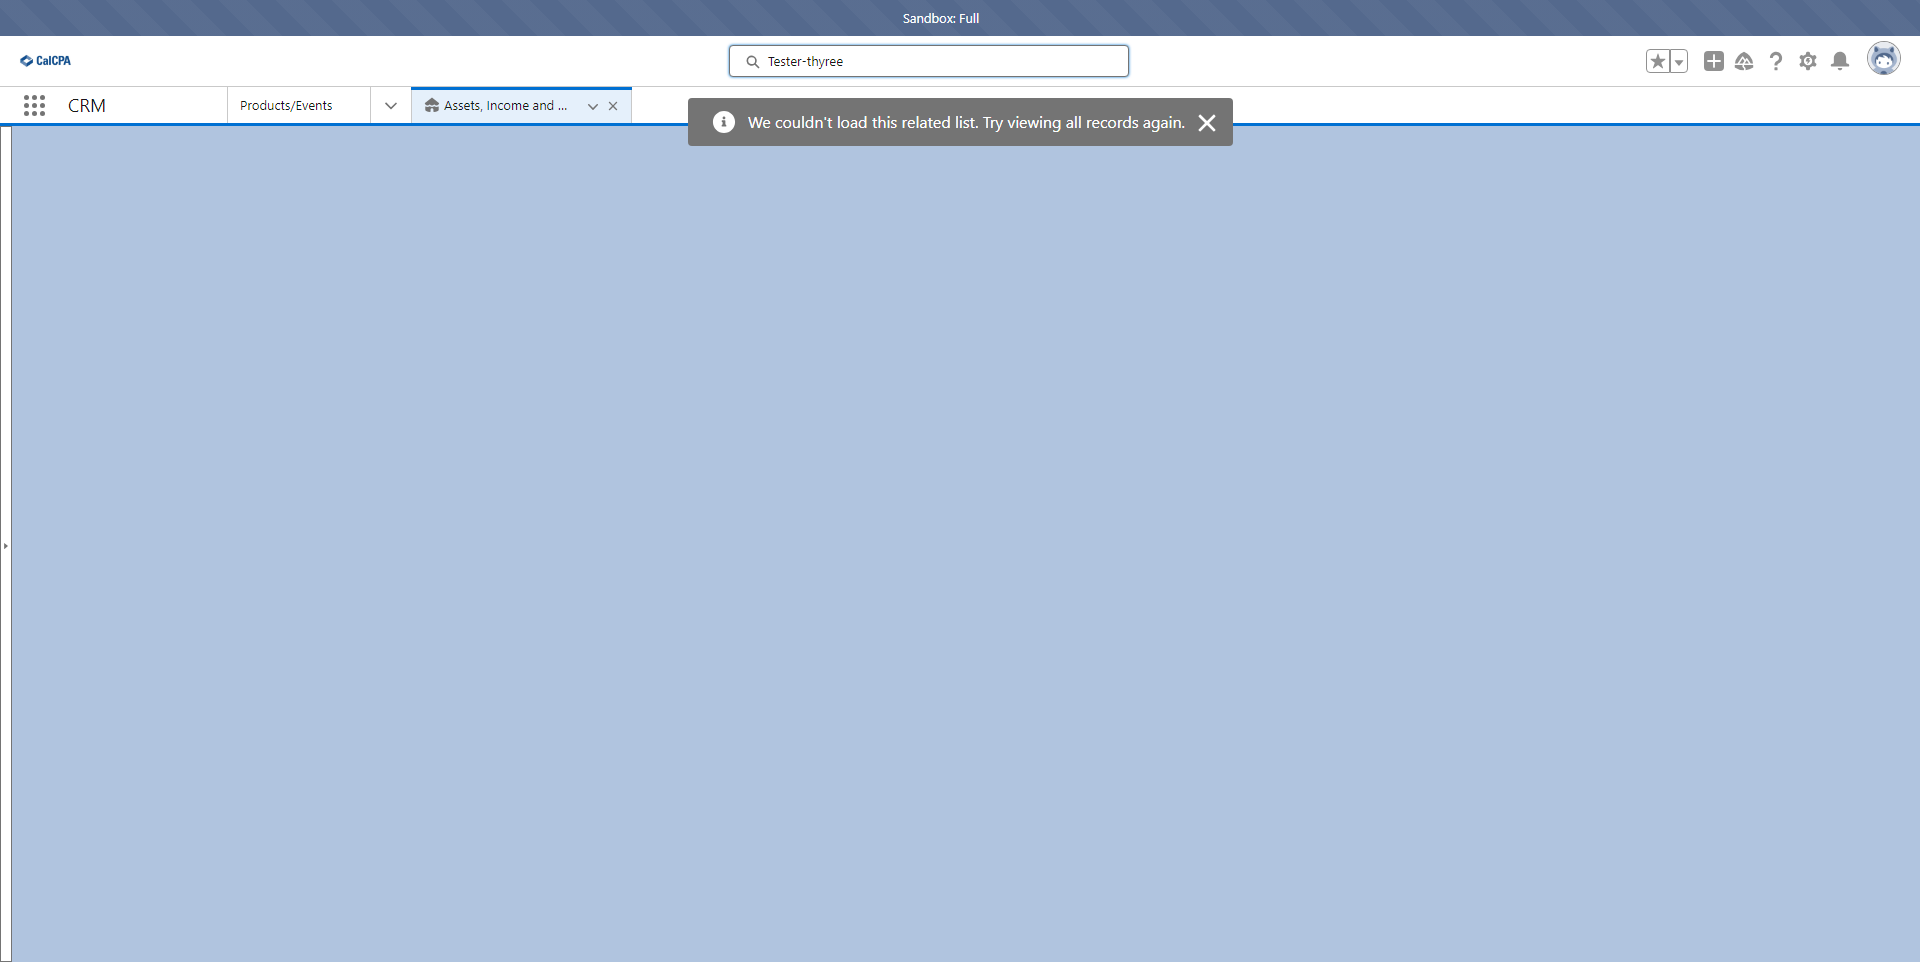 Sandbox: Full
CalCPA
Tester-thyree
CRM
Products/Events
Assets, Income and ...
We couldn't load this related list. Try viewing all records again.